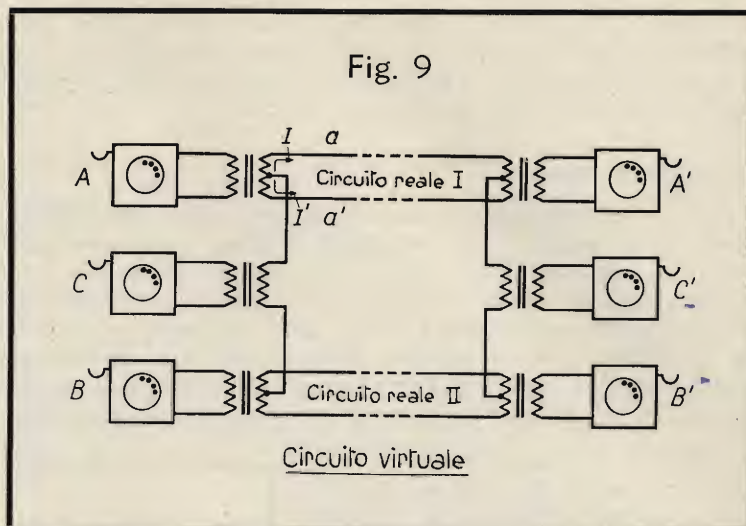 Fig. 9
I a
A Circuito reale I A'
I' a'
C C'
B Circuito reale II B'
Circuito virtuale